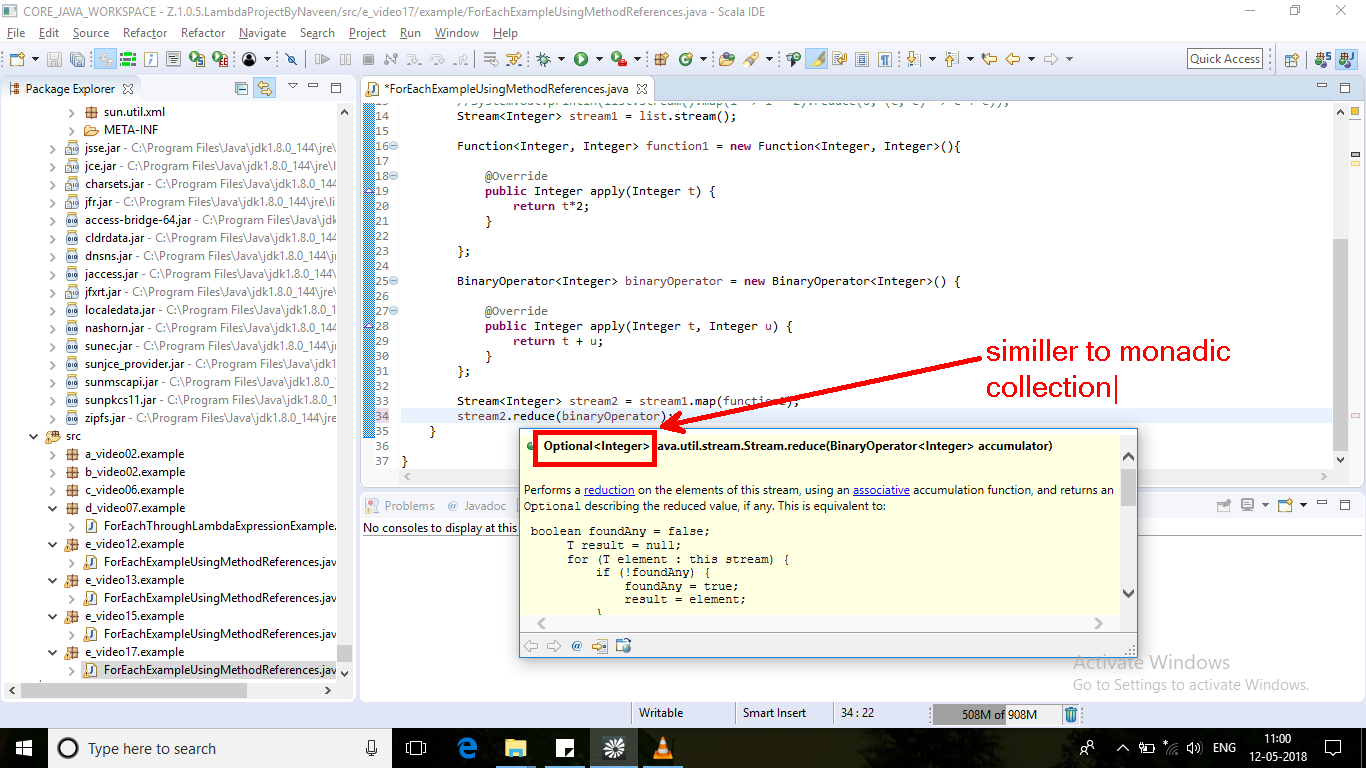 CORE_JAVA_WORKSPACE - Z.1.0.5.LambdaProjectByNaveen/src/e_video17/example/ForEachExampleUsingMethodReferences.java - Scala IDE
File Edit Source Refactor Refactor Navigate Search Project Run Window Help
Quick Access
Package Explorer
sun.util.xml
META-INF
jsse.jar - C:\Program Files\Java\jdk1.8.0_144\jre\li
jce.jar - C:\Program Files\Java\jdk1.8.0_144\jre\lib
charsets.jar - C:\Program Files\Java\jdk1.8.0_144\
jfr.jar - C:\Program Files\Java\jdk1.8.0_144\jre\lib
access-bridge-64.jar - C:\Program Files\Java\jdk
cldrdata.jar - C:\Program Files\Java\jdk1.8.0_144\
dnsns.jar - C:\Program Files\Java\jdk1.8.0_144\jre
jaccess.jar - C:\Program Files\Java\jdk1.8.0_144\jr
jfxrt.jar - C:\Program Files\Java\jdk1.8.0_144\jre\
localedata.jar - C:\Program Files\Java\jdk1.8.0_14
nashorn.jar - C:\Program Files\Java\jdk1.8.0_144\
sunec.jar - C:\Program Files\Java\jdk1.8.0_144\jre
sunjce_provider.jar - C:\Program Files\Java\jdk1.
sunmscapi.jar - C:\Program Files\Java\jdk1.8.0_14
sunpkcs11.jar - C:\Program Files\Java\jdk1.8.0_14
zipfs.jar - C:\Program Files\Java\jdk1.8.0_144\jre
src
a_video02.example
b_video02.example
c_video06.example
d_video07.example
ForEachThroughLambdaExpressionExample.
e_video12.example
ForEachExampleUsingMethodReferences.jav
e_video13.example
ForEachExampleUsingMethodReferences.jav
e_video15.example
ForEachExampleUsingMethodReferences.jav
e_video17.example
ForEachExampleUsingMethodReferences.jav
*ForEachExampleUsingMethodReferences.java
14 Stream<Integer> stream1 = list.stream();
15
16 Function<Integer, Integer> function1 = new Function<Integer, Integer>(){
17
18 @Override
19 public Integer apply(Integer t) {
20 return t*2;
21 }
22
23 };
24
25 BinaryOperator<Integer> binaryOperator = new BinaryOperator<Integer>() {
26
27 @Override
28 public Integer apply(Integer t, Integer u) {
29 return t + u;
30 }
31 };
32
33 Stream<Integer> stream2 = stream1.map(function1);
34 stream2.reduce(binaryOperator);
35 }
36
37 }
similler to monadic
collection
Optional<Integer> java.util.stream.Stream.reduce(BinaryOperator<Integer> accumulator)
Performs a reduction on the elements of this stream, using an associative accumulation function, and returns an
Optional describing the reduced value, if any. This is equivalent to:
boolean foundAny = false;
T result = null;
for (T element : this stream) {
if (!foundAny) {
foundAny = true;
result = element;
}
@
Problems @ Javadoc
No consoles to display at this
Activate Windows
Go to Settings to activate Windows.
Writable Smart Insert 34 : 22 508M of 908M
Type here to search
ENG
11:00
12-05-2018